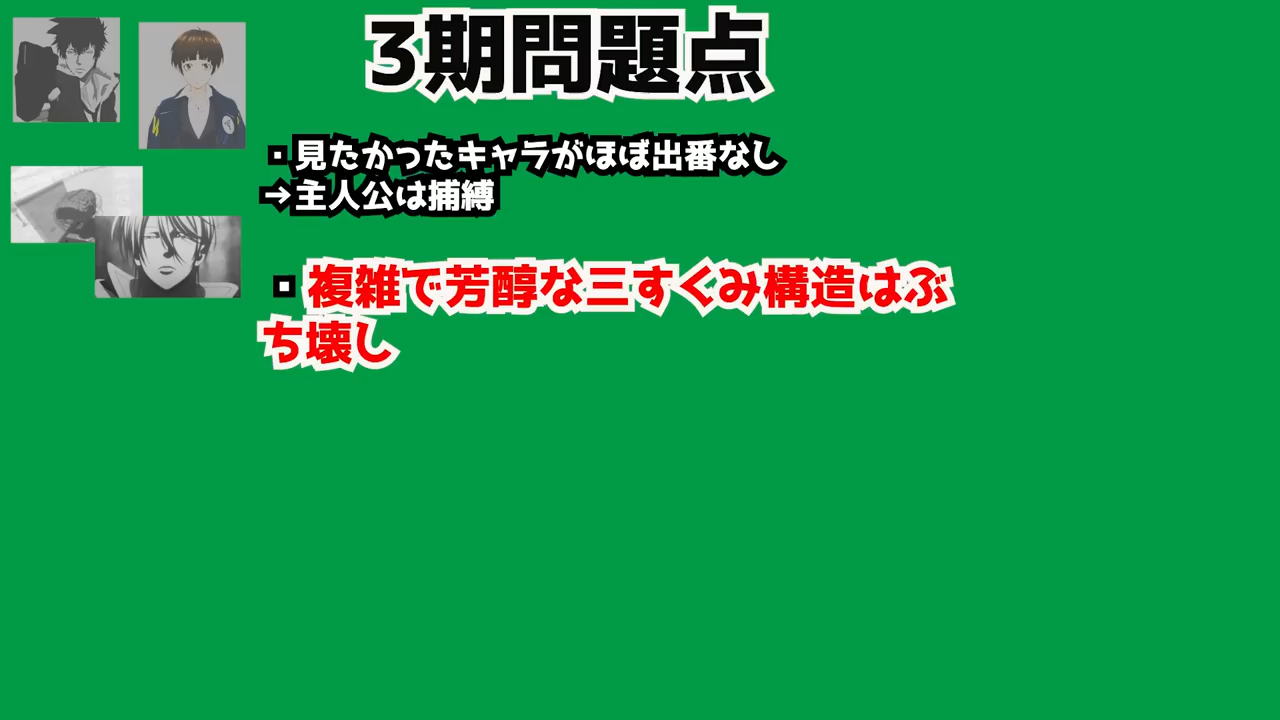 3期問題点
・見たかったキャラがほぼ出番なし
→主人公は捕縛
・複雑で芳醇な三すくみ構造はぶ
ち壊し